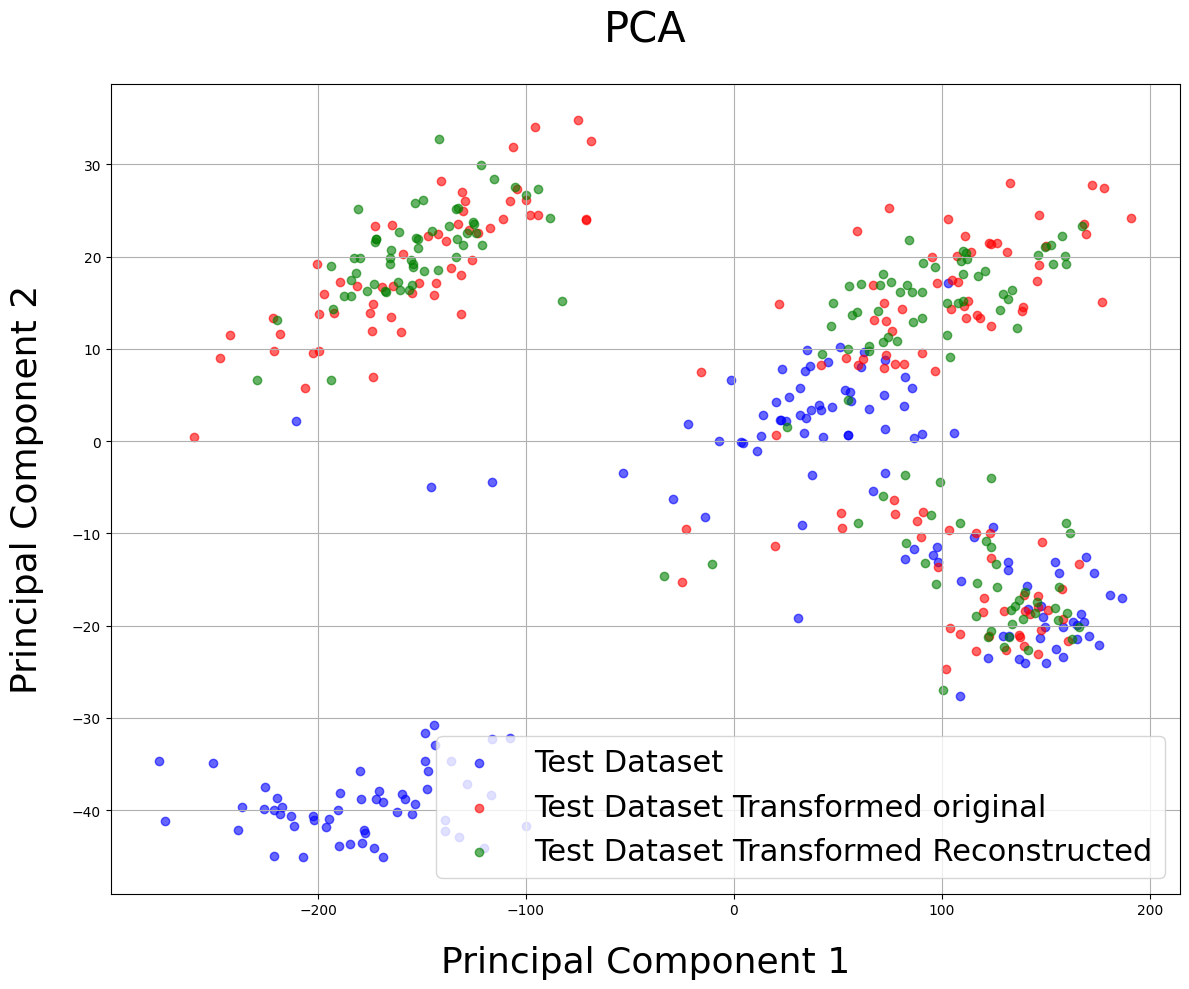 PCA
Principal Component 2
30
20
10
0
−10
−20
−30
−40
Test Dataset
Test Dataset Transformed original
Test Dataset Transformed Reconstructed
−200
−100
0
100
200
Principal Component 1